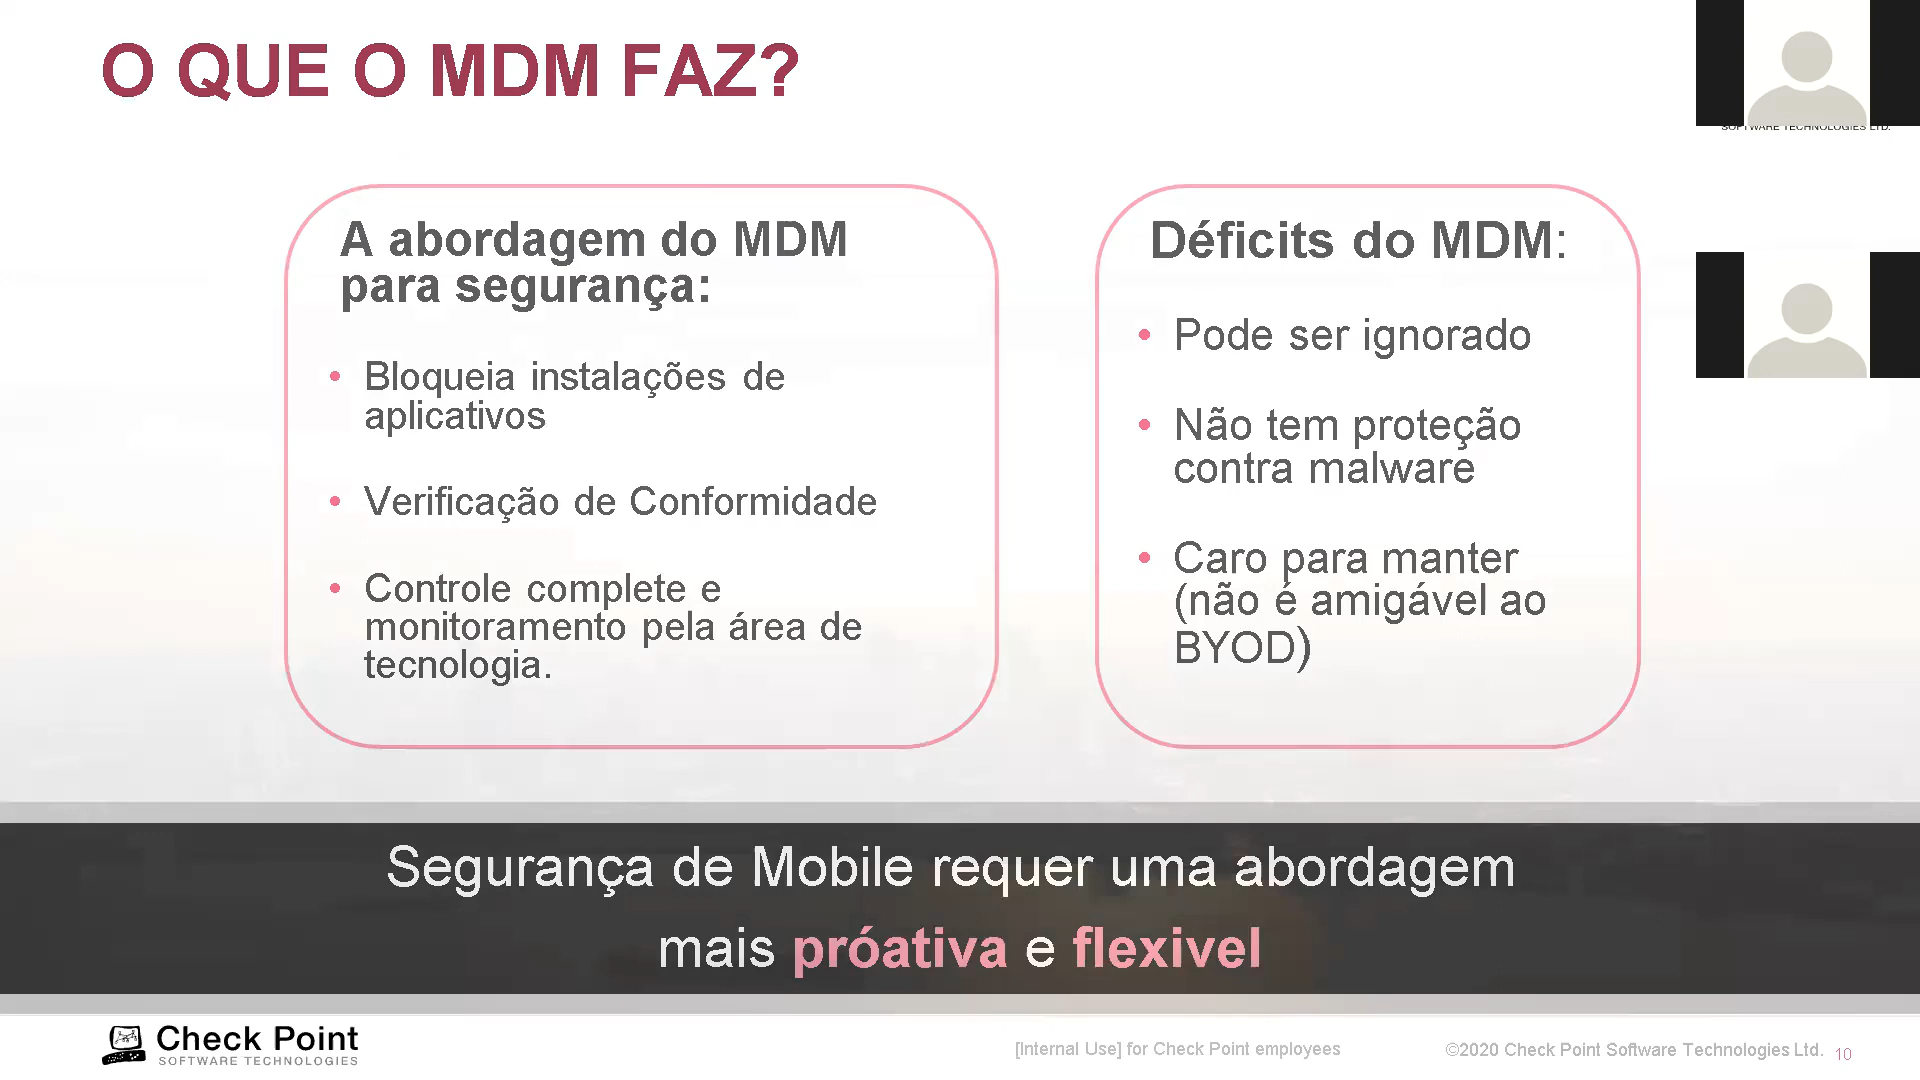 O QUE O MDM FAZ?
SOFTWARE TECHNOLOGIES LTD.
A abordagem do MDM
para segurança:
• Bloqueia instalações de
aplicativos
• Verificação de Conformidade
• Controle complete e
monitoramento pela área de
tecnologia.
Déficits do MDM:
• Pode ser ignorado
• Não tem proteção
contra malware
• Caro para manter
(não é amigável ao
BYOD)
Segurança de Mobile requer uma abordagem
mais próativa e flexivel
Check Point
SOFTWARE TECHNOLOGIES
[Internal Use] for Check Point employees
©2020 Check Point Software Technologies Ltd.
10